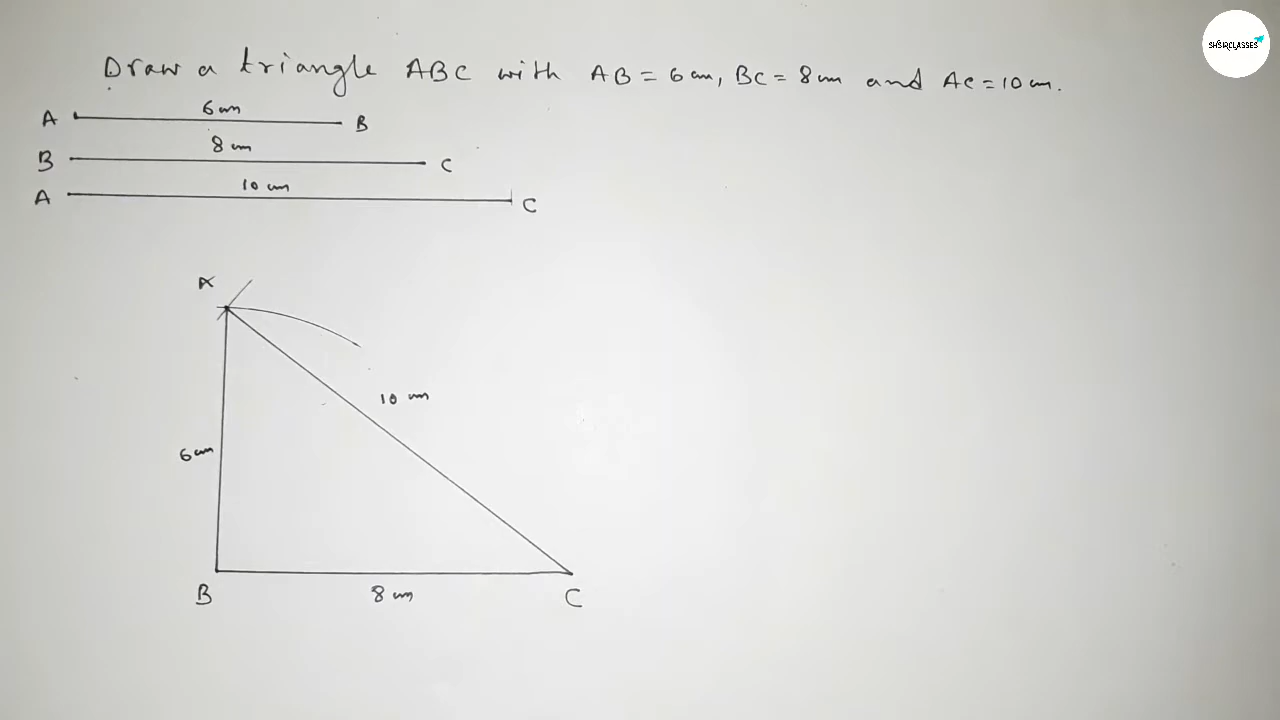 SHSIRCLASSES
Draw a triangle ABC with AB = 6 cm, BC = 8 cm and AC = 10 cm.
6 cm
A B
8 cm
B C
10 cm
A C
A
10 cm
6 cm
B 8 cm C